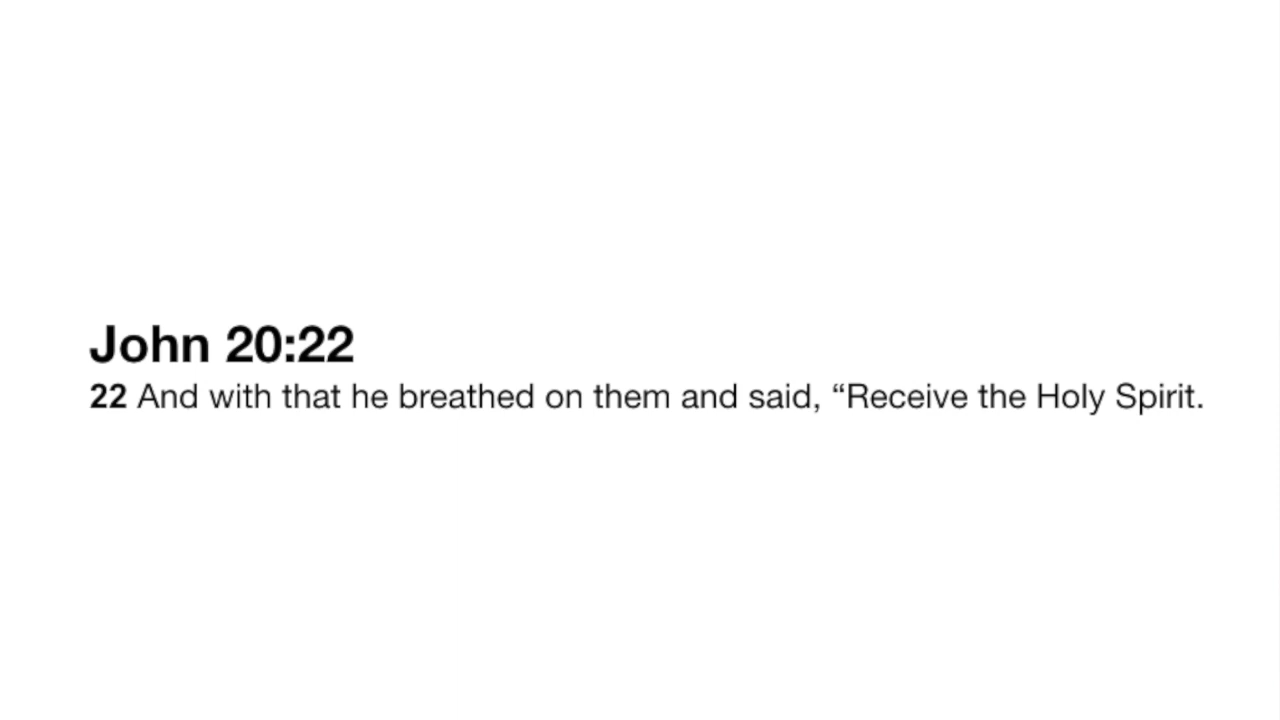 John 20:22
22 And with that he breathed on them and said, “Receive the Holy Spirit.